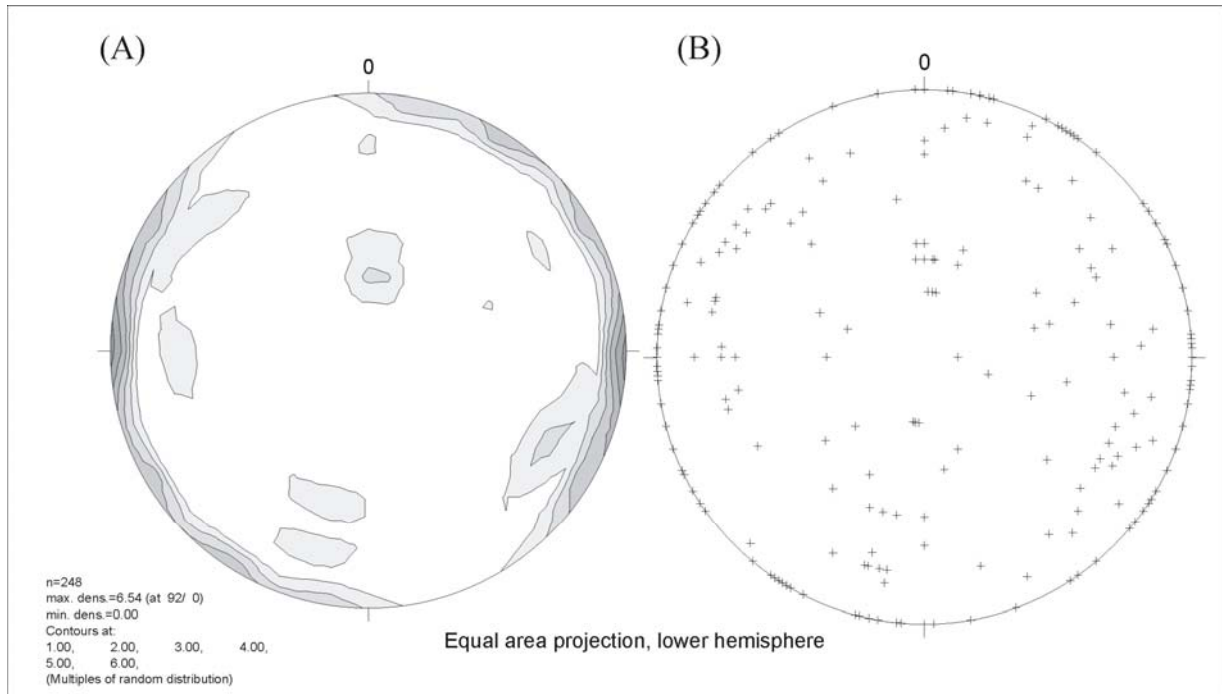 (A)
0
(B)
0
n=248
max. dens.=6.54 (at 92/ 0)
min. dens.=0.00
Contours at:
1.00, 2.00, 3.00, 4.00,
5.00, 6.00,
(Multiples of random distribution)
Equal area projection, lower hemisphere